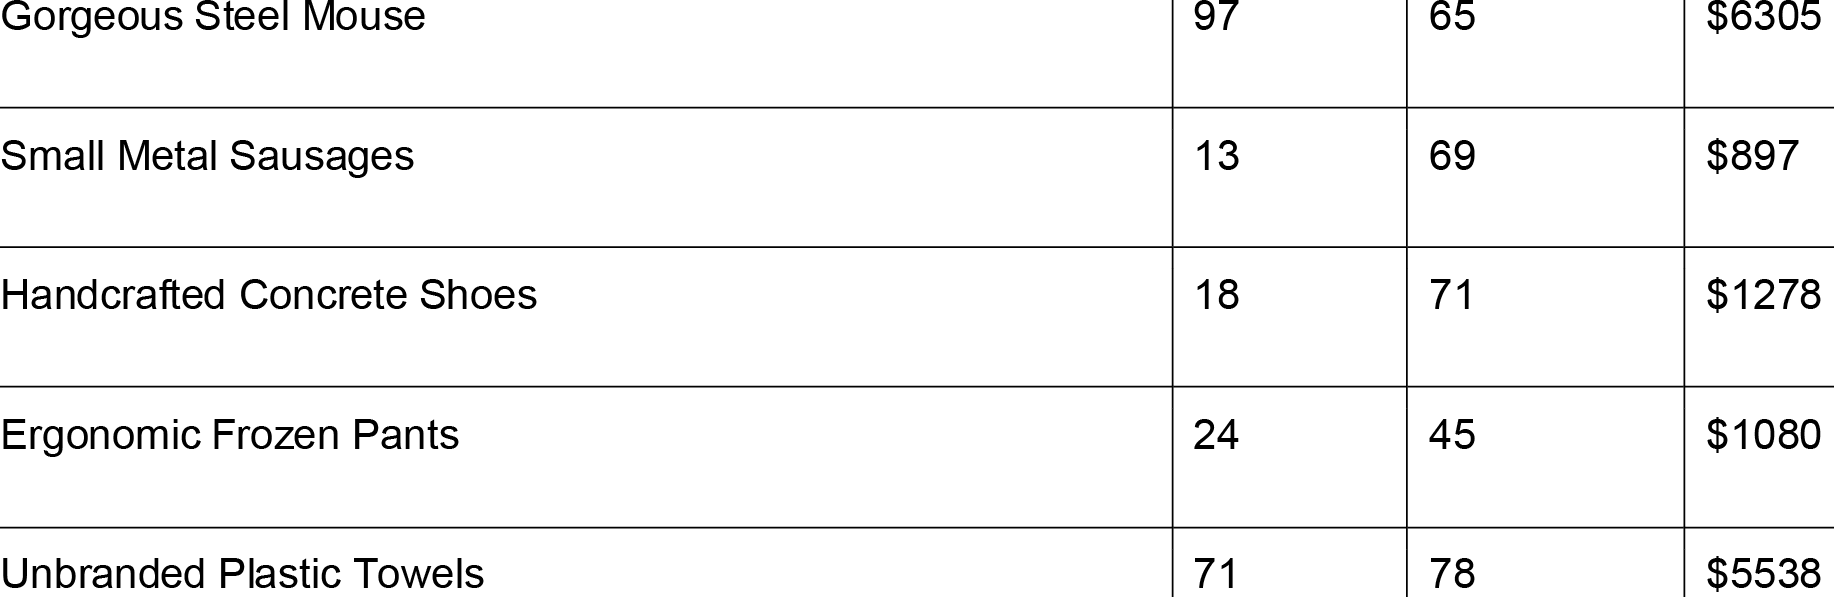 Gorgeous Steel Mouse 97 65 $6305
Small Metal Sausages 13 69 $897
Handcrafted Concrete Shoes 18 71 $1278
Ergonomic Frozen Pants 24 45 $1080
Unbranded Plastic Towels 71 78 $5538